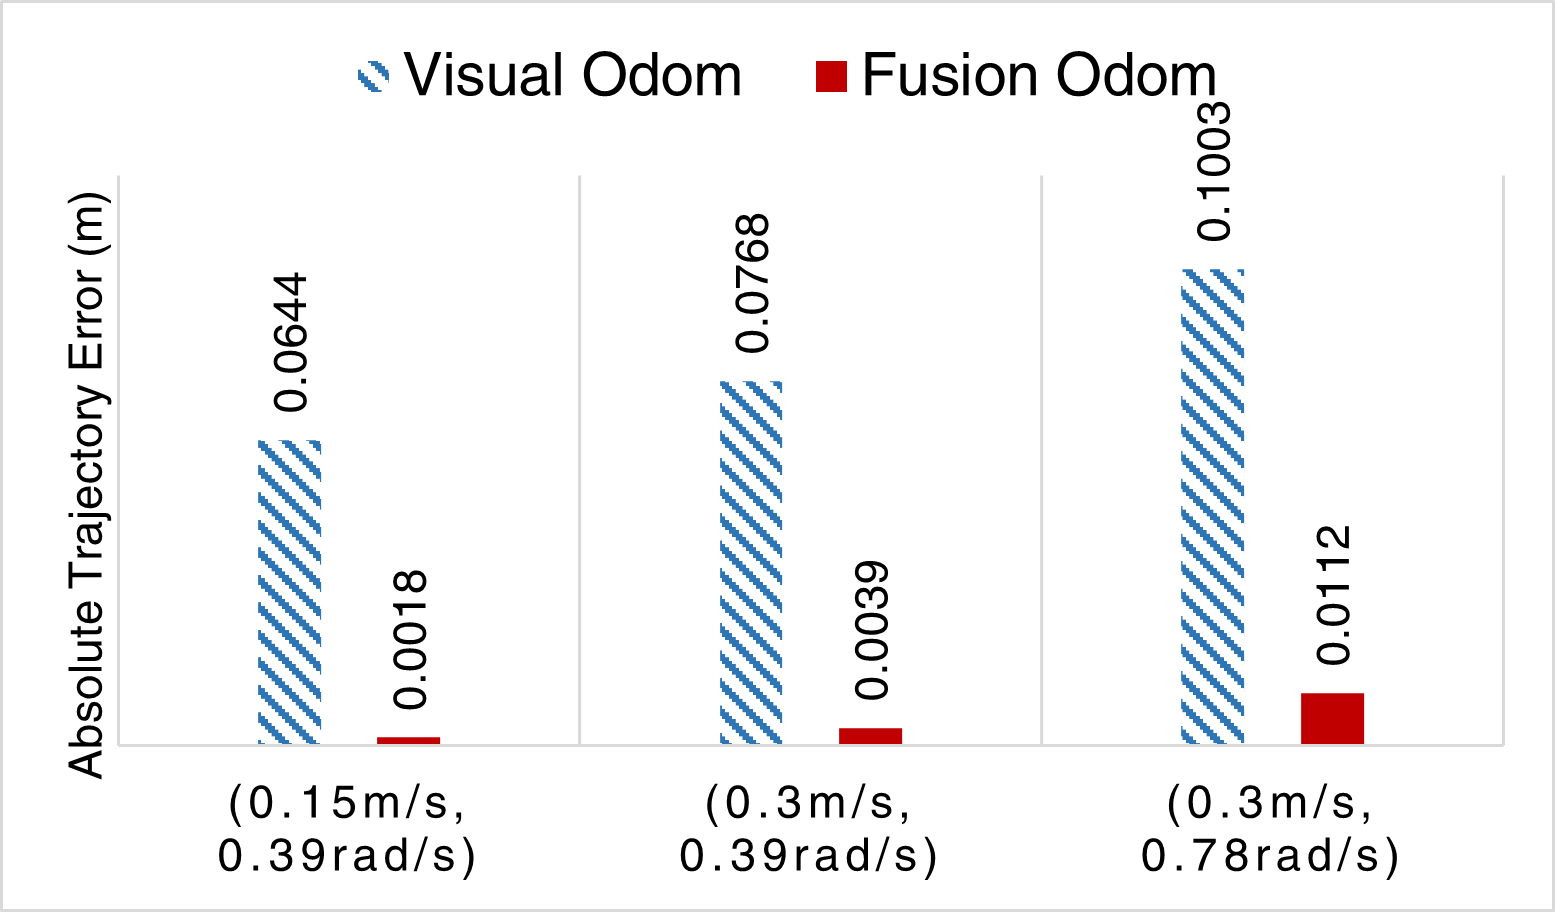 Visual Odom
Fusion Odom
Absolute Trajectory Error (m)
0.0644
0.0018
0.0768
0.0039
0.1003
0.0112
(0.15m/s,
0.39rad/s)
(0.3m/s,
0.39rad/s)
(0.3m/s,
0.78rad/s)